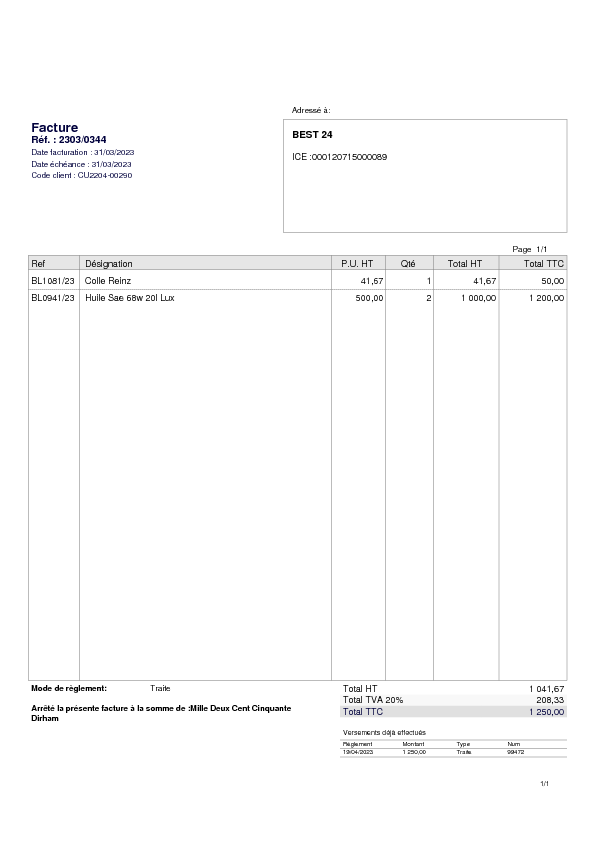 Adressé à:
Facture
Réf. : 2303/0344
Date facturation : 31/03/2023
Date échéance : 31/03/2023
Code client : CU2204-00290
BEST 24
ICE :000120715000089
Page 1/1
Ref Désignation P.U. HT Qté Total HT Total TTC
BL1081/23 Colle Reinz 41,67 1 41,67 50,00
BL0941/23 Huile Sae 68w 20l Lux 500,00 2 1 000,00 1 200,00
Mode de règlement: Traite
Total HT 1 041,67
Total TVA 20% 208,33
Total TTC 1 250,00
Arrêté la présente facture à la somme de :Mille Deux Cent Cinquante
Dirham
Versements déjà effectués
Règlement Montant Type Num
19/04/2023 1 250,00 Traite 99472
1/1